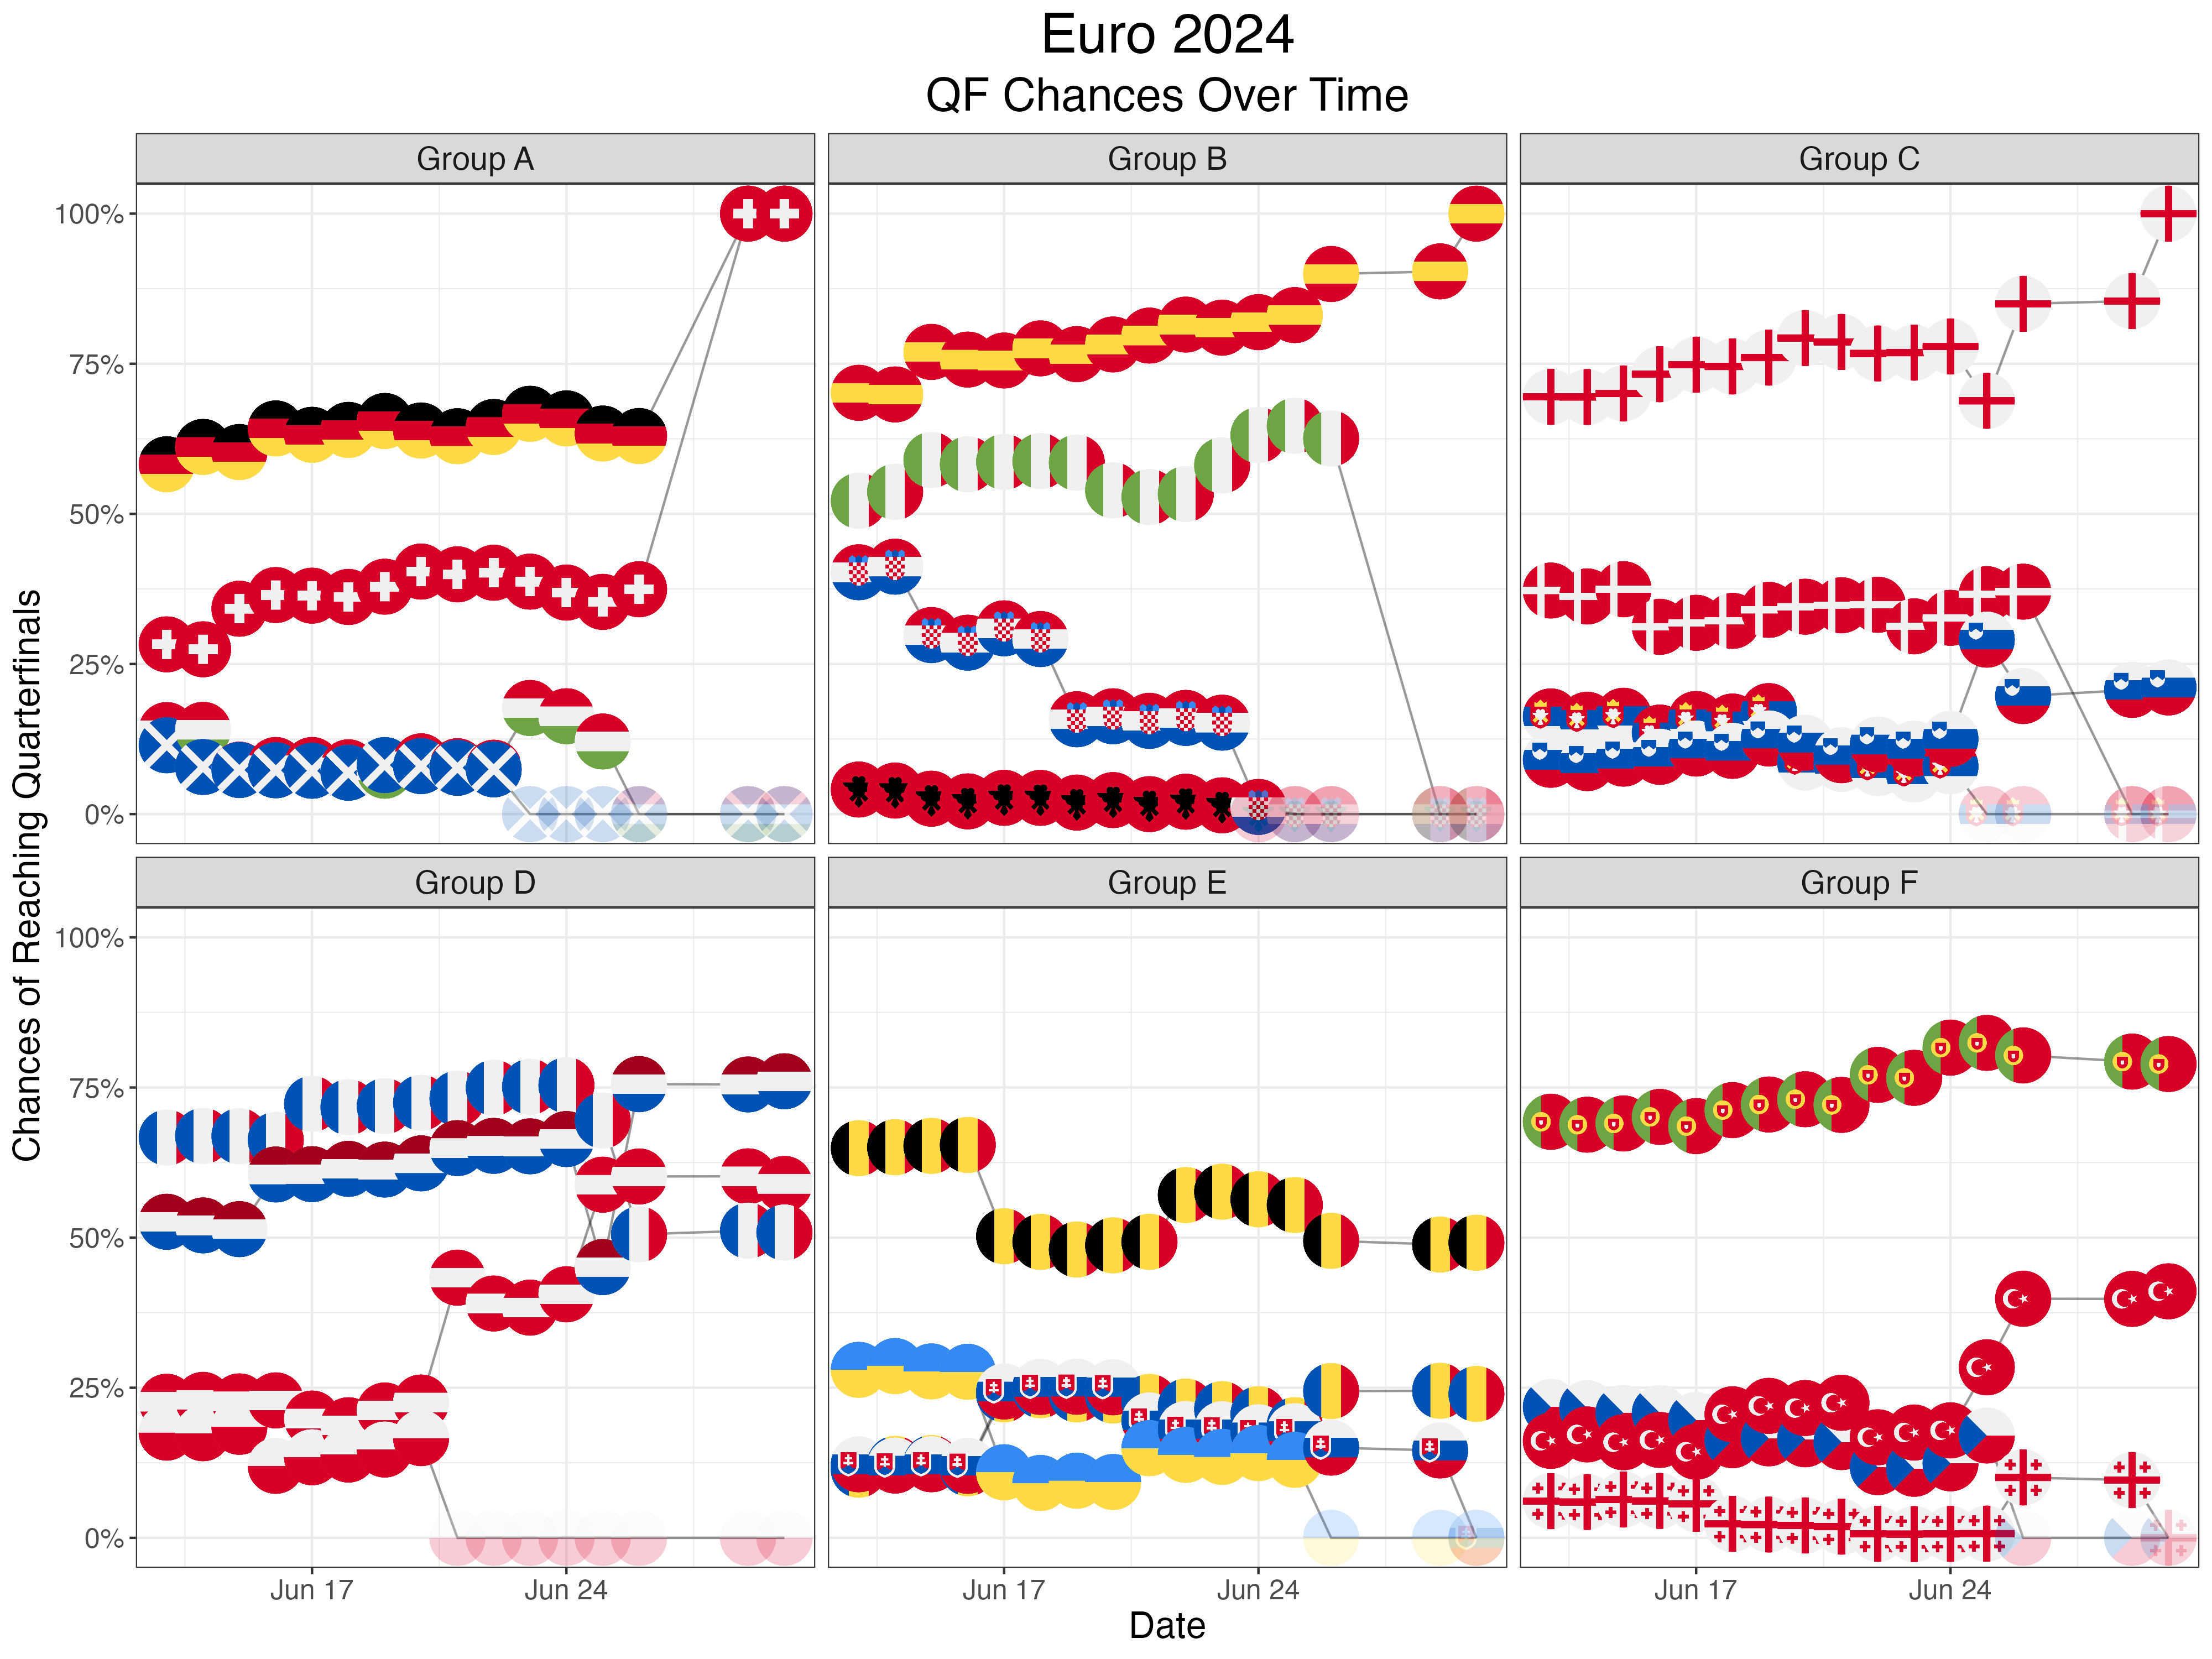 Euro 2024
QF Chances Over Time
Group A
Group B
Group C
100%
75%
50%
25%
0%
Group D
Group E
Group F
100%
75%
50%
25%
0%
Jun 17
Jun 24
Jun 17
Jun 24
Jun 17
Jun 24
Date
Chances of Reaching Quarterfinals